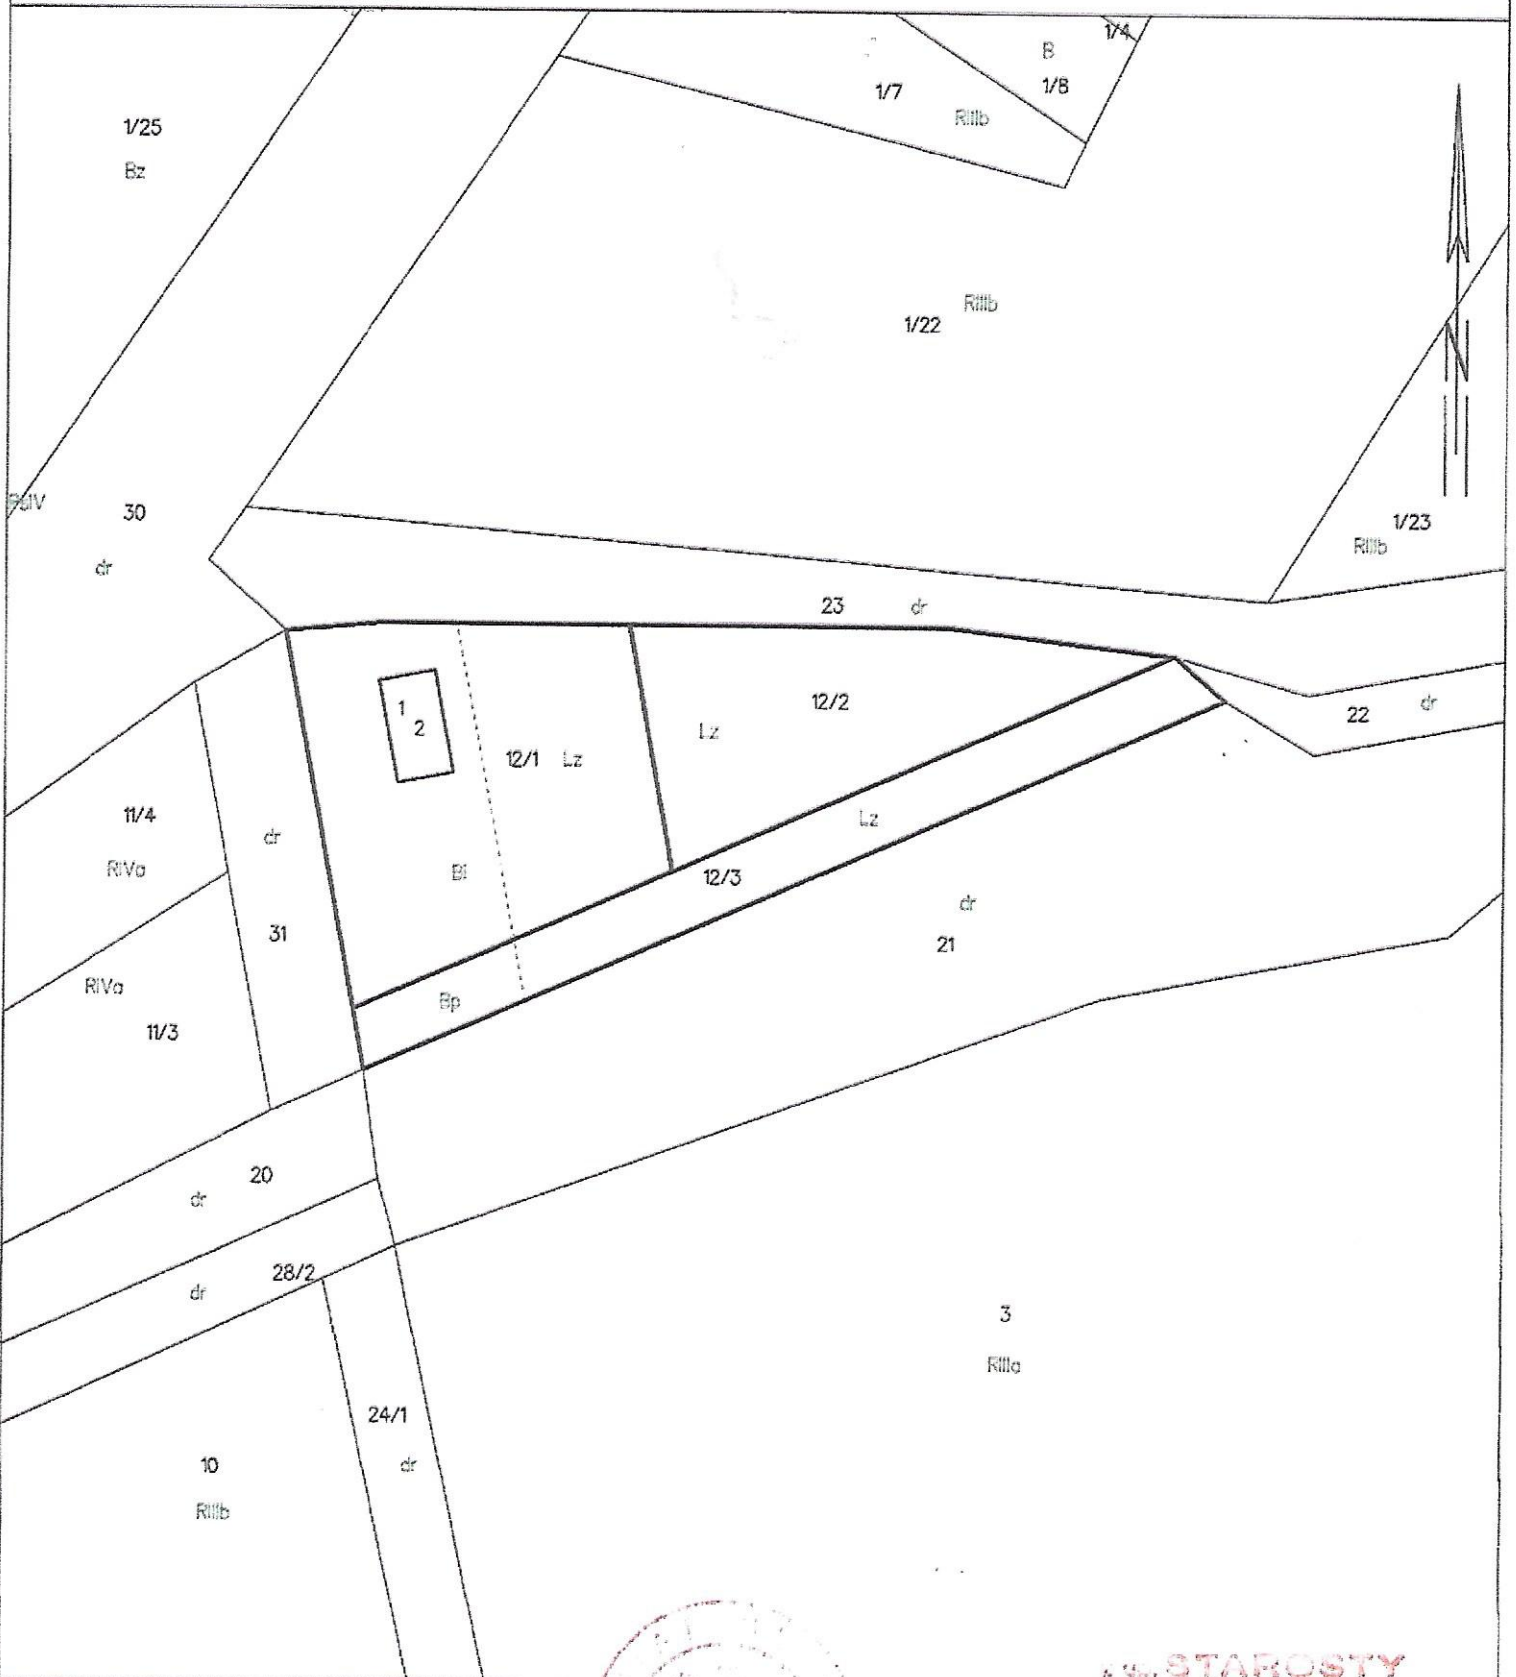 1/4
B
1/8
1/7
RIIIb
1/25
Bz
RIIIb
1/22
PsIV
30
dr
1/23
RIIIb
23 dr
12/2
Lz
22 dr
1
2
12/1 Lz
11/4
RIVa
dr
Lz
Bi
12/3
dr
21
31
RIVa
11/3
Bp
20
dr
28/2
dr
3
RIIIa
24/1
dr
10
RIIIb
STAROSTY